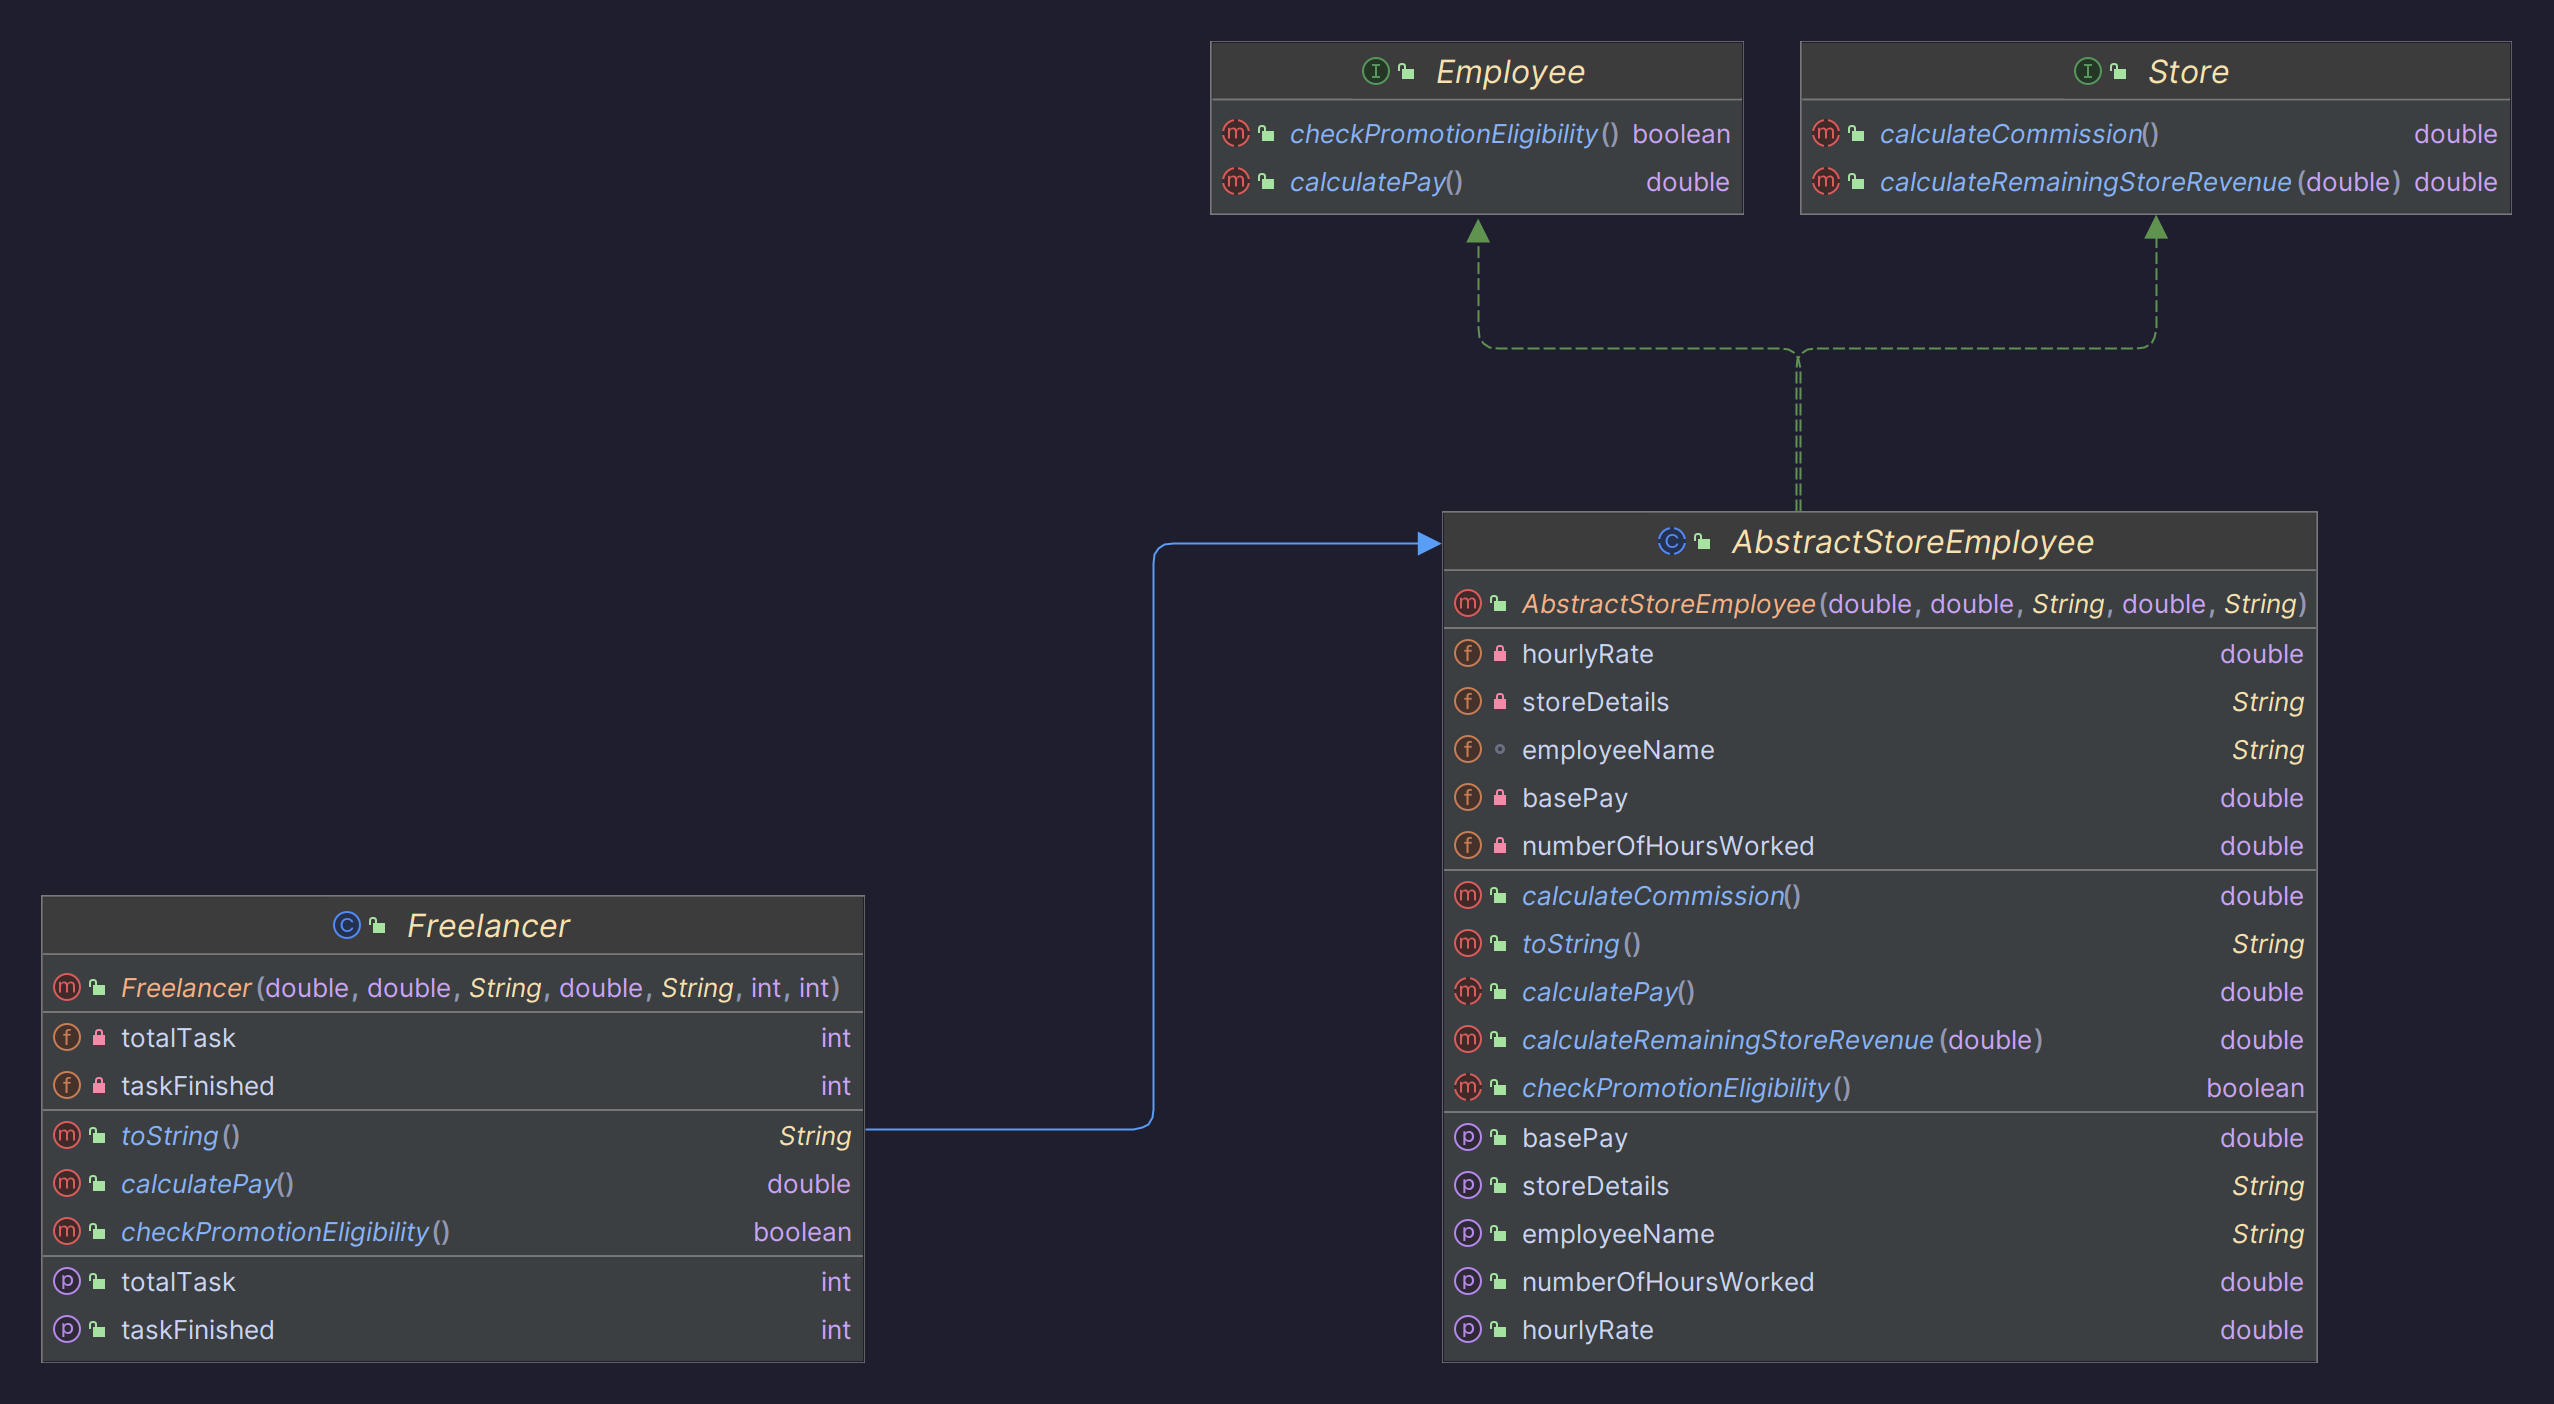 Employee
checkPromotionEligibility() boolean
calculatePay() double
Store
calculateCommission() double
calculateRemainingStoreRevenue(double) double
AbstractStoreEmployee
AbstractStoreEmployee(double, double, String, double, String)
hourlyRate double
storeDetails String
employeeName String
basePay double
numberOfHoursWorked double
calculateCommission() double
toString() String
calculatePay() double
calculateRemainingStoreRevenue(double) double
checkPromotionEligibility() boolean
basePay double
storeDetails String
employeeName String
numberOfHoursWorked double
hourlyRate double
Freelancer
Freelancer(double, double, String, double, String, int, int)
totalTask int
taskFinished int
toString() String
calculatePay() double
checkPromotionEligibility() boolean
totalTask int
taskFinished int